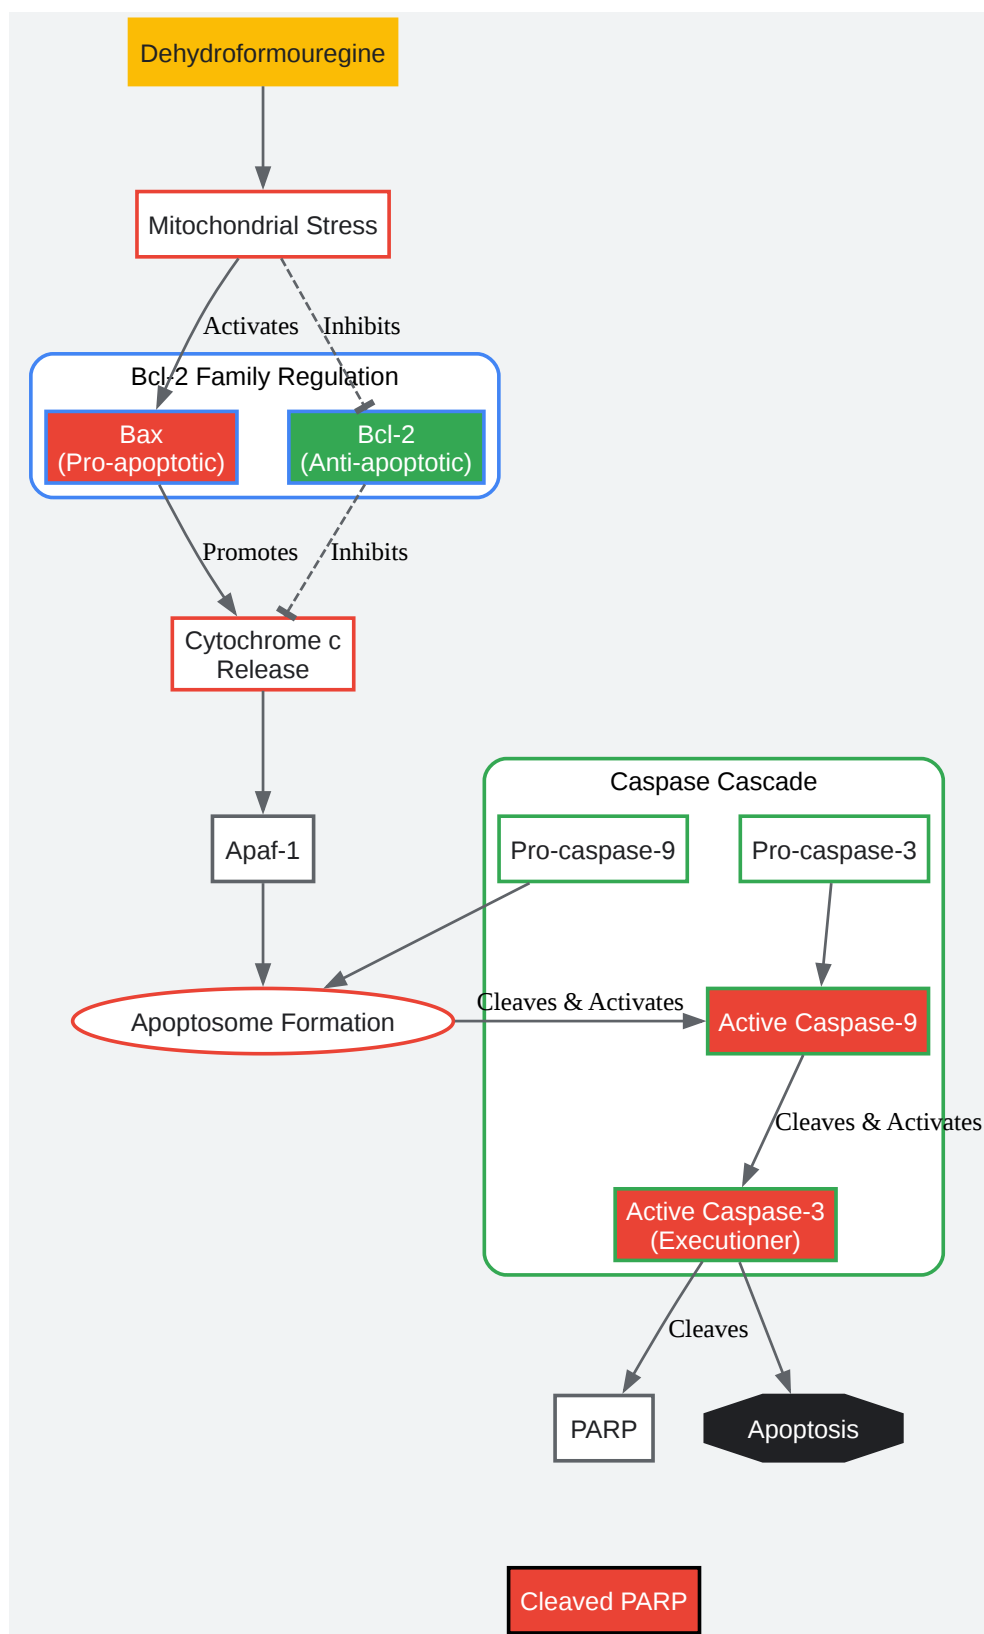 Dehydroformouregine
Mitochondrial Stress
Activates
Inhibits
Bcl-2 Family Regulation
Bax
(Pro-apoptotic)
Bcl-2
(Anti-apoptotic)
Promotes
Inhibits
Cytochrome c
Release
Caspase Cascade
Apaf-1
Pro-caspase-9
Pro-caspase-3
Apoptosome Formation
Cleaves & Activates
Active Caspase-9
Cleaves & Activates
Active Caspase-3
(Executioner)
Cleaves
PARP
Apoptosis
Cleaved PARP